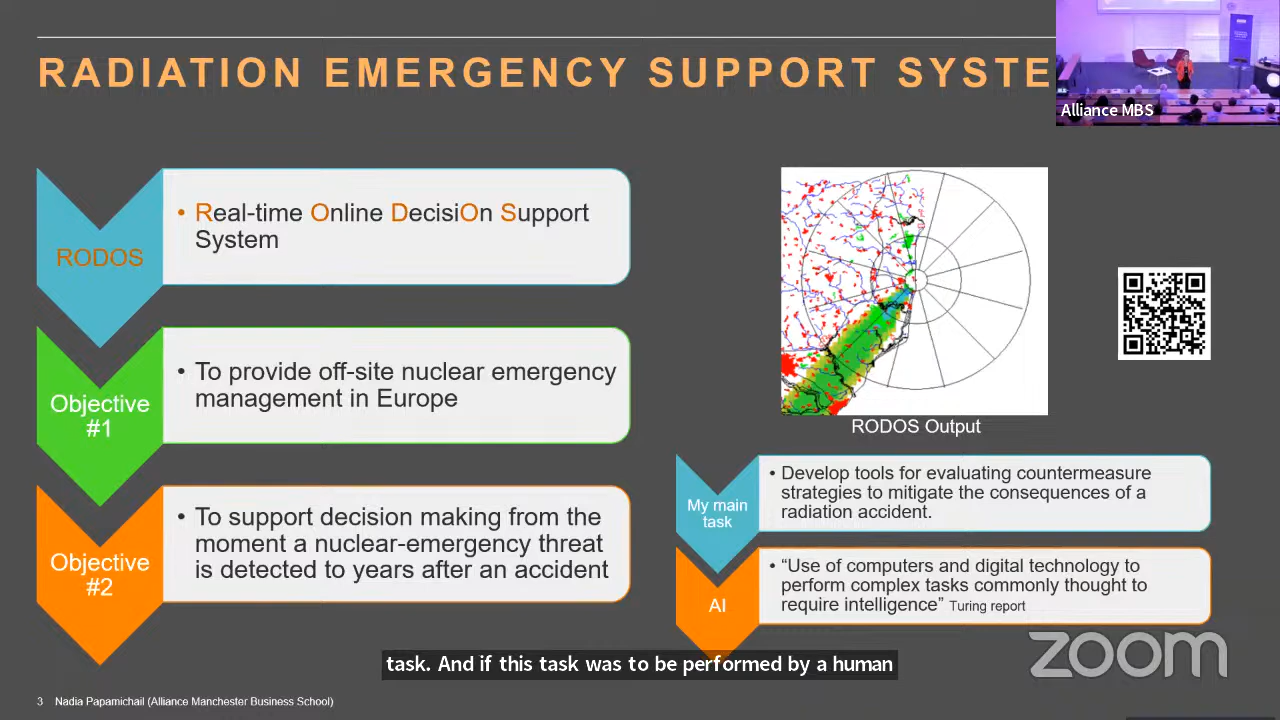 RADIATION EMERGENCY SUPPORT SYSTE
Alliance MBS
RODOS
• Real-time Online DecisiOn Support
System
Objective
#1
• To provide off-site nuclear emergency
management in Europe
Objective
#2
• To support decision making from the
moment a nuclear-emergency threat
is detected to years after an accident
RODOS Output
My main
task
• Develop tools for evaluating countermeasure
strategies to mitigate the consequences of a
radiation accident.
AI
• “Use of computers and digital technology to
perform complex tasks commonly thought to
require intelligence” Turing report
zoom
task. And if this task was to be performed by a human
3 Nadia Papamichail (Alliance Manchester Business School)